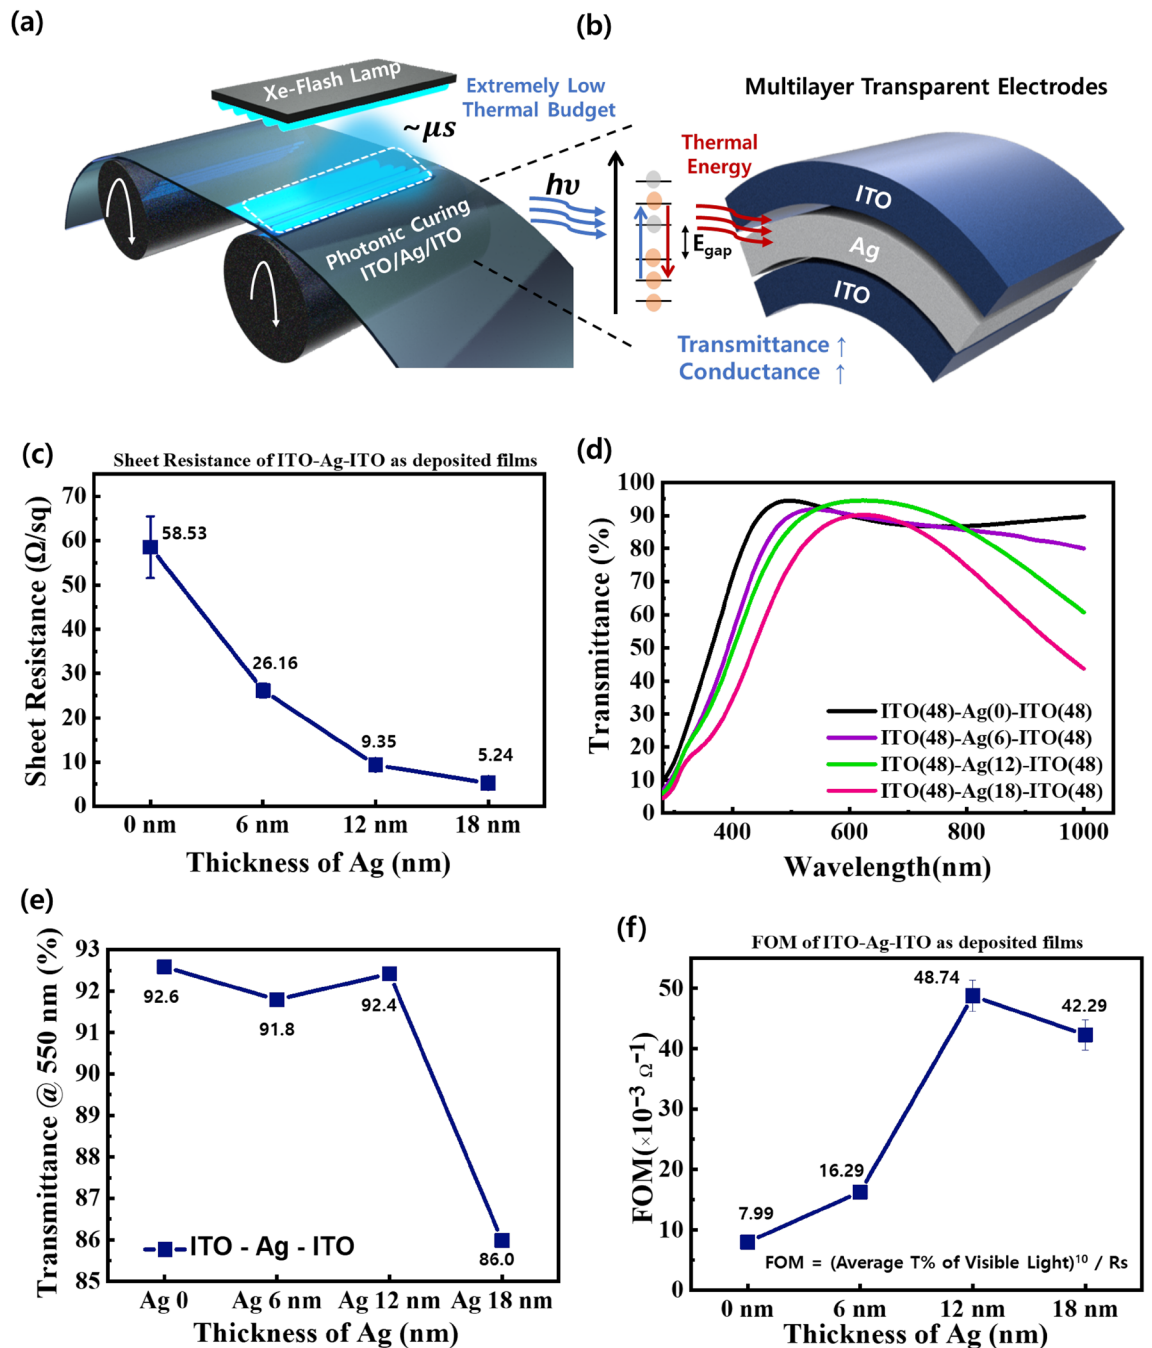 (a)
Xe-Flash Lamp
Extremely Low
Thermal Budget
~μs
Photonic Curing
ITO/Ag/ITO
(b)
Multilayer Transparent Electrodes
hυ
Thermal
Energy
E_gap
ITO
Ag
ITO
Transmittance ↑
Conductance ↑
(c)
Sheet Resistance of ITO-Ag-ITO as deposited films
Sheet Resistance (Ω/sq)
70
60
50
40
30
20
10
0
58.53
26.16
9.35
5.24
0 nm
6 nm
12 nm
18 nm
Thickness of Ag (nm)
(d)
Transmittance (%)
100
90
80
70
60
50
40
30
20
10
0
ITO(48)-Ag(0)-ITO(48)
ITO(48)-Ag(6)-ITO(48)
ITO(48)-Ag(12)-ITO(48)
ITO(48)-Ag(18)-ITO(48)
400
600
800
1000
Wavelength(nm)
(e)
Transmittance @ 550 nm (%)
93
92
91
90
89
88
87
86
85
92.6
91.8
92.4
86.0
ITO - Ag - ITO
Ag 0
Ag 6 nm
Ag 12 nm
Ag 18 nm
Thickness of Ag (nm)
(f)
FOM of ITO-Ag-ITO as deposited films
FOM(×10⁻³ Ω⁻¹)
50
40
30
20
10
0
7.99
16.29
48.74
42.29
FOM = (Average T% of Visible Light)¹⁰ / Rs
0 nm
6 nm
12 nm
18 nm
Thickness of Ag (nm)